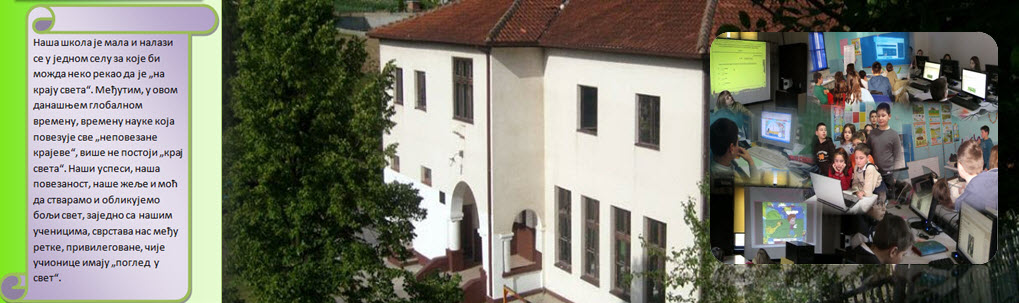 Наша школа је мала и налази
се у једном селу за које би
можда неко рекао да је „на
крају света“. Међутим, у овом
данашњем глобалном
времену, времену науке која
повезује све „неповезане
крајеве“, више не постоји „крај
света“. Наши успеси, наша
повезаност, наше жеље и моћ
да стварамо и обликујемо
бољи свет, заједно са нашим
ученицима, сврстава нас међу
ретке, привилеговане, чије
учионице имају „поглед у
свет“.